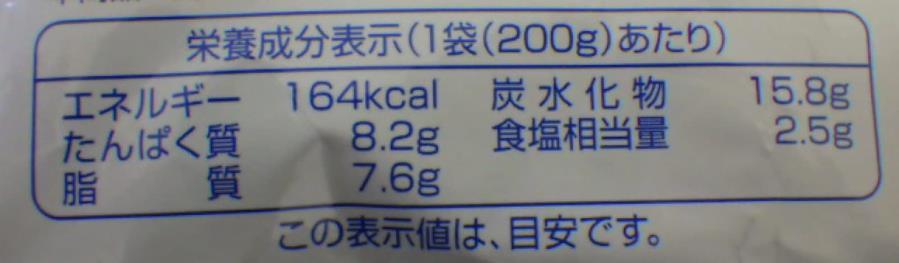 栄養成分表示(1袋(200g)あたり)
エネルギー 164kcal 炭水化物 15.8g
たんぱく質 8.2g 食塩相当量 2.5g
脂質 7.6g
この表示値は、目安です。